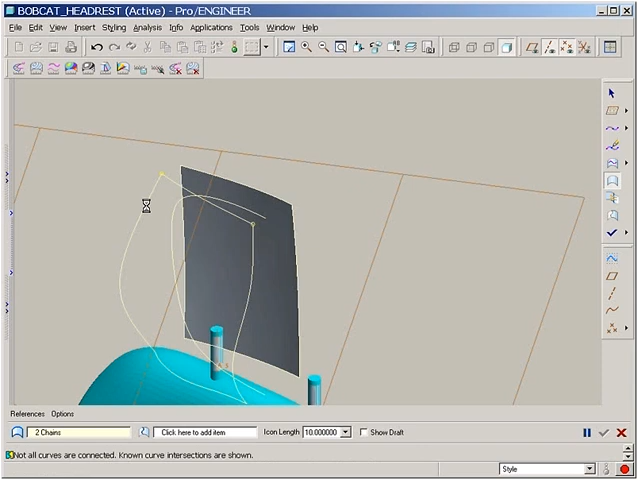 BOBCAT_HEADREST (Active) - Pro/ENGINEER
File Edit View Insert Styling Analysis Info Applications Tools Window Help
References Options
2 Chains Click here to add item Icon Length 10.000000 Show Draft
Not all curves are connected. Known curve intersections are shown.
Style